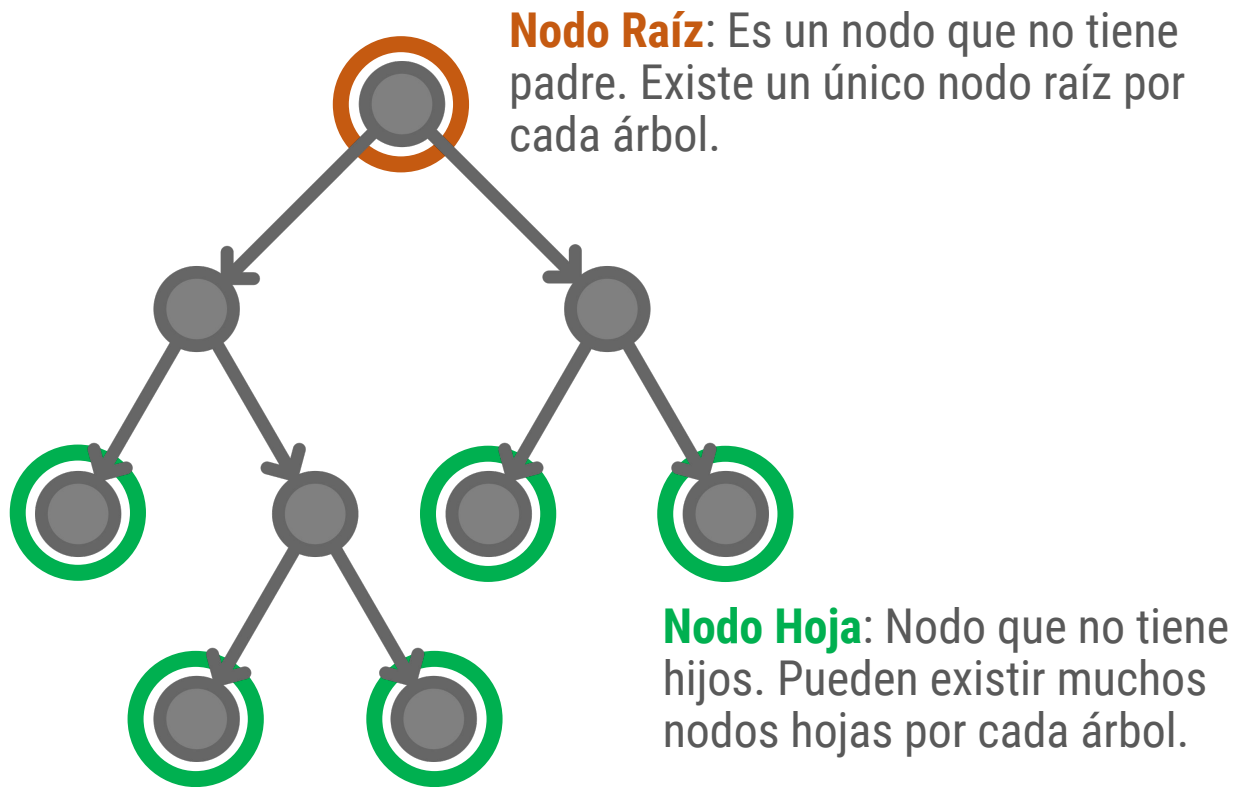 Nodo Raíz: Es un nodo que no tiene
padre. Existe un único nodo raíz por
cada árbol.
Nodo Hoja: Nodo que no tiene
hijos. Pueden existir muchos
nodos hojas por cada árbol.